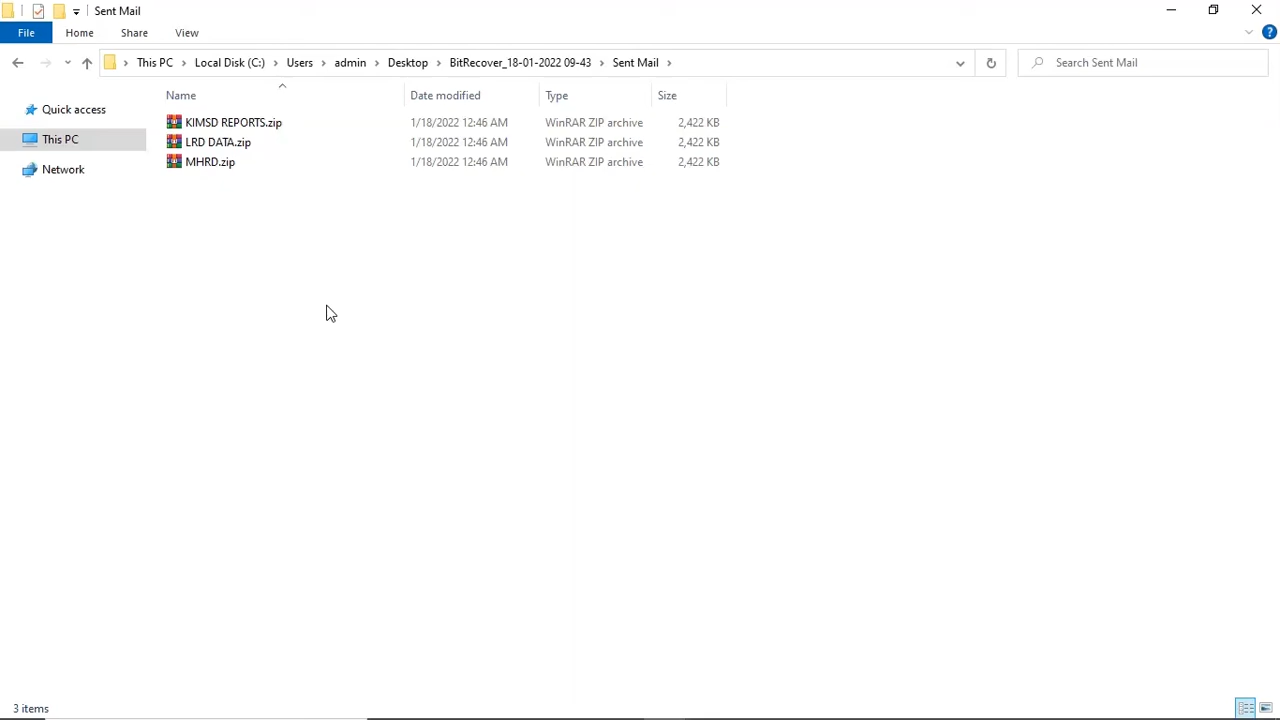 Sent Mail
File Home Share View
This PC Local Disk (C:) Users admin Desktop BitRecover_18-01-2022 09-43 Sent Mail Search Sent Mail
Name Date modified Type Size
Quick access
This PC
Network
KIMSD REPORTS.zip 1/18/2022 12:46 AM WinRAR ZIP archive 2,422 KB
LRD DATA.zip 1/18/2022 12:46 AM WinRAR ZIP archive 2,422 KB
MHRD.zip 1/18/2022 12:46 AM WinRAR ZIP archive 2,422 KB
3 items